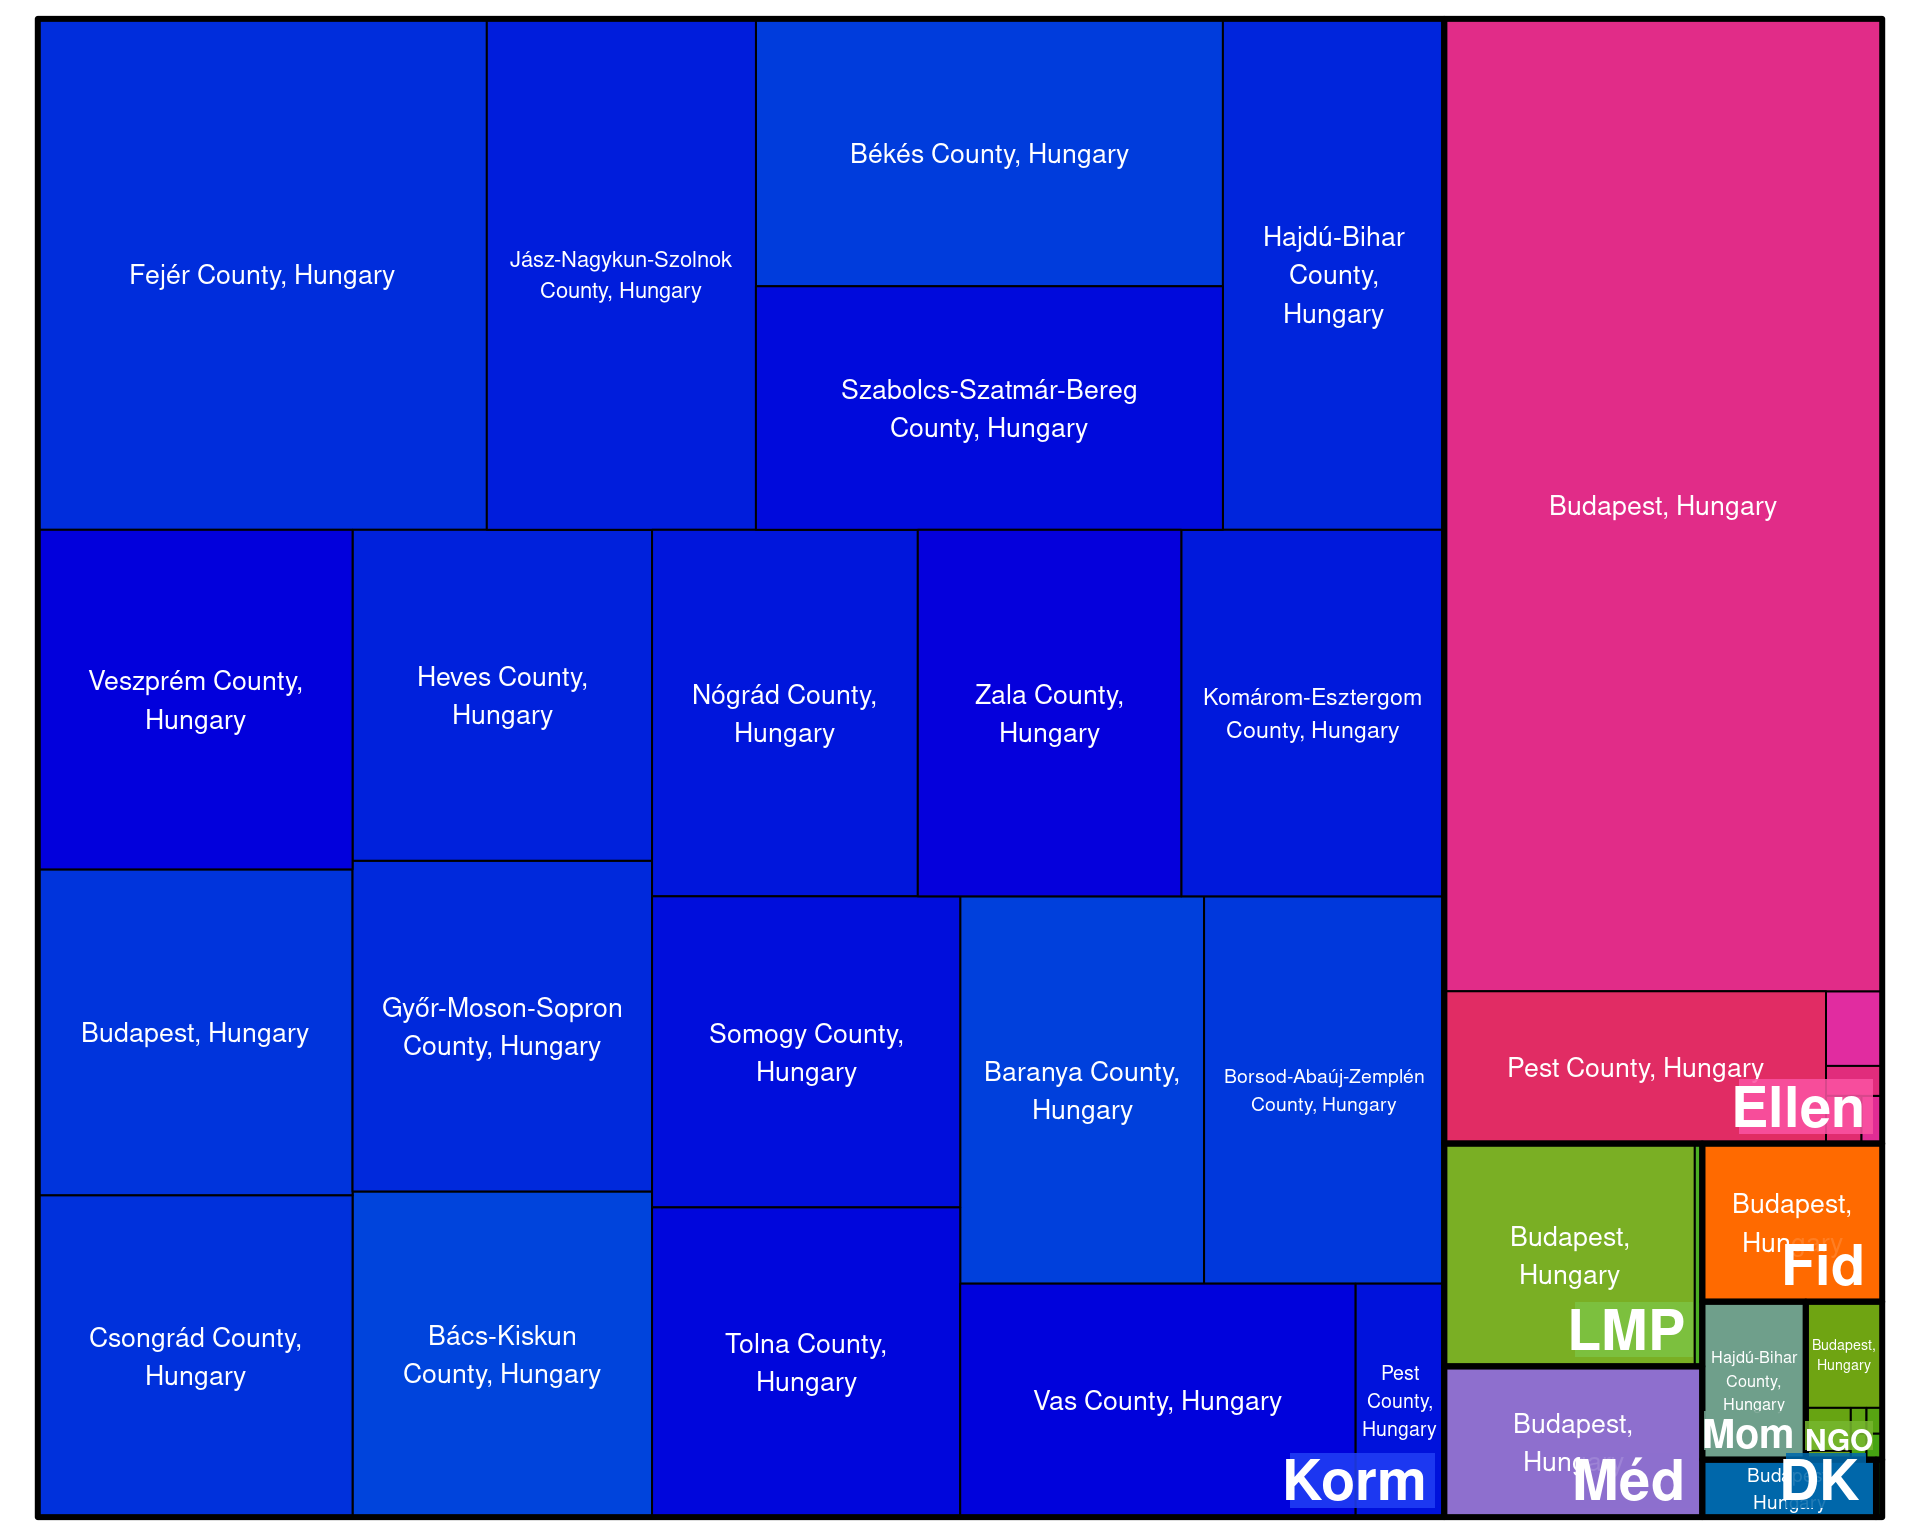 Fejér County, Hungary
Jász-Nagykun-Szolnok
County, Hungary
Békés County, Hungary
Szabolcs-Szatmár-Bereg
County, Hungary
Hajdú-Bihar
County,
Hungary
Veszprém County,
Hungary
Heves County,
Hungary
Nógrád County,
Hungary
Zala County,
Hungary
Komárom-Esztergom
County, Hungary
Budapest, Hungary
Győr-Moson-Sopron
County, Hungary
Somogy County,
Hungary
Baranya County,
Hungary
Borsod-Abaúj-Zemplén
County, Hungary
Csongrád County,
Hungary
Bács-Kiskun
County, Hungary
Tolna County,
Hungary
Vas County, Hungary
Pest
County,
Hungary
Korm
Budapest, Hungary
Pest County, Hungary
Ellen
Budapest,
Hungary
LMP
Budapest,
Hungary
Fid
Budapest,
Hungary
Méd
Hajdú-Bihar
County,
Hungary
Mom
Budapest,
Hungary
NGO
Budapest,
Hungary
DK